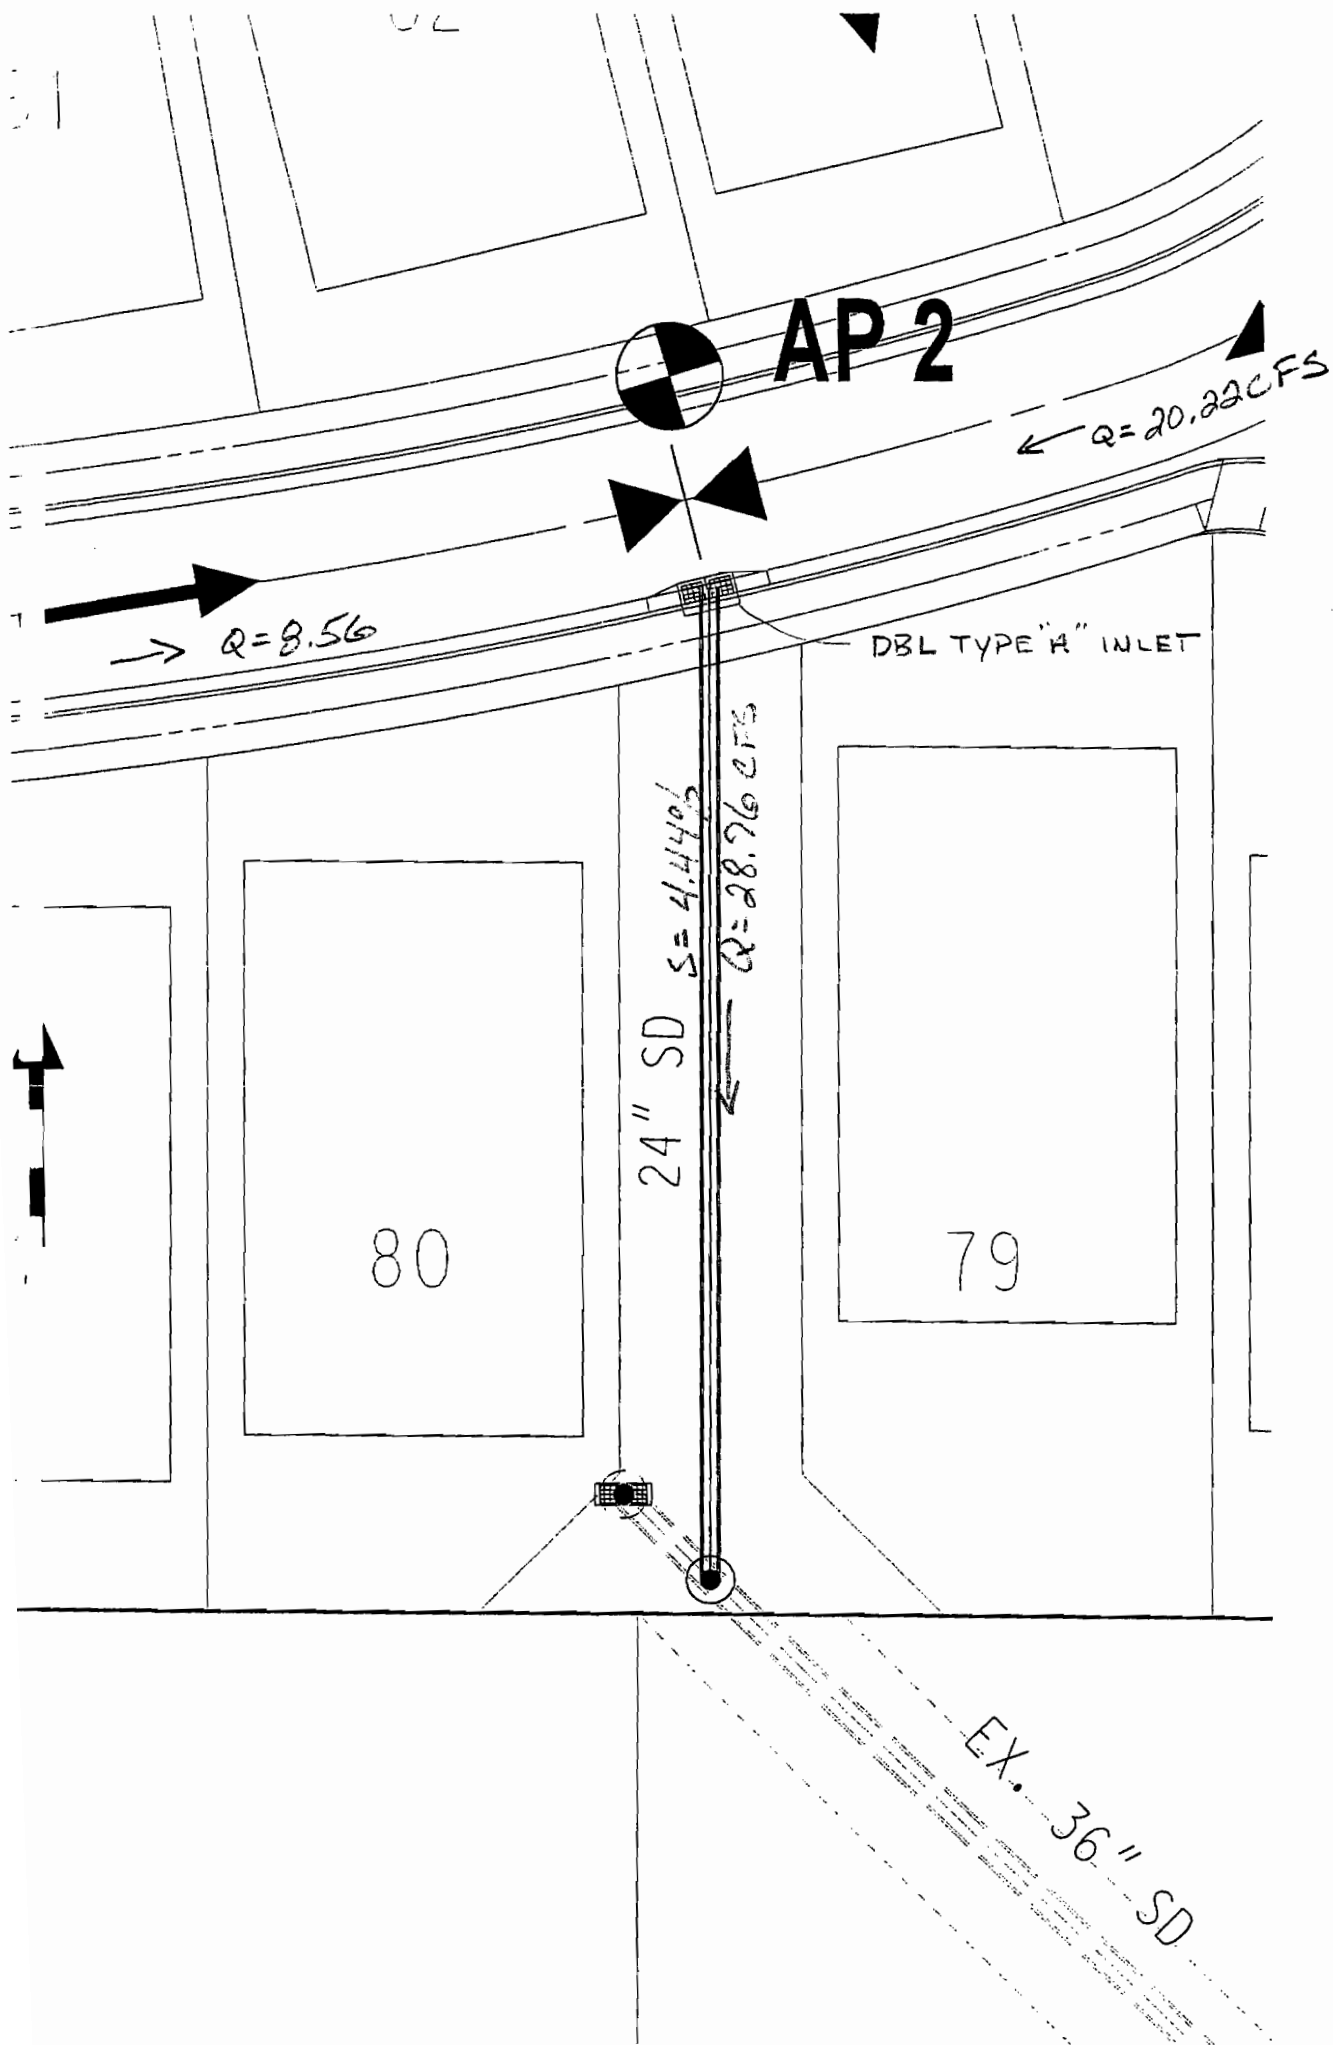 AP 2
Q=20.22CFS
Q=8.56
DBL TYPE "A" INLET
S=4.44%
Q=28.76 CFS
24" SD
80
79
EX. 36" SD